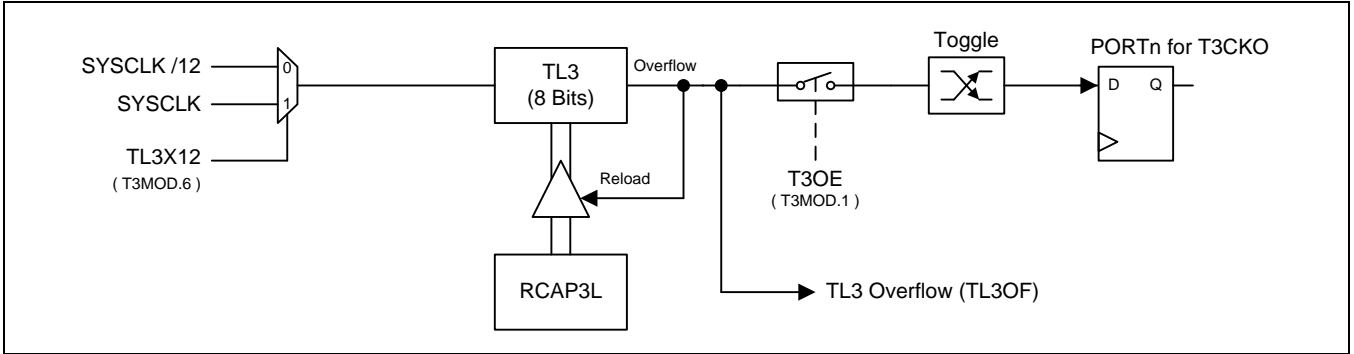 Toggle
PORTn for T3CKO
SYSCLK /12
0
TL3
(8 Bits)
Overflow
D Q
SYSCLK
1
TL3X12
( T3MOD.6 )
Reload
T3OE
( T3MOD.1 )
RCAP3L
TL3 Overflow (TL3OF)